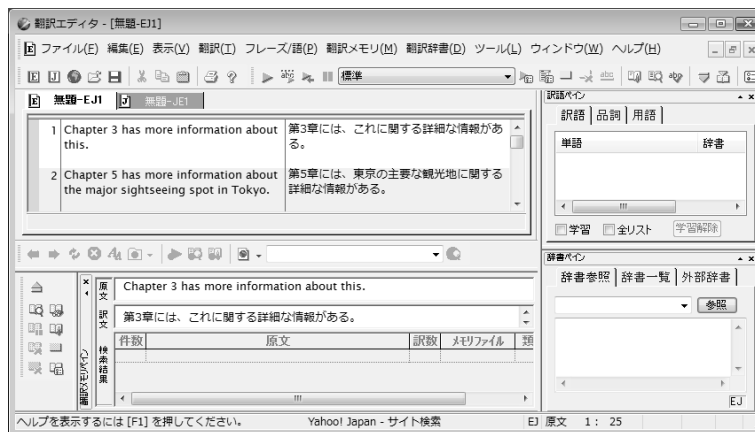 翻訳エディタ - [無題-EJ1]
ファイル(F) 編集(E) 表示(V) 翻訳(T) フレーズ/語(P) 翻訳メモリ(M) 翻訳辞書(D) ツール(L) ウィンドウ(W) ヘルプ(H)
標準
無題-EJ1 無題-JE1
1 Chapter 3 has more information about this.
第3章には、これに関する詳細な情報がある。
2 Chapter 5 has more information about the major sightseeing spot in Tokyo.
第5章には、東京の主要な観光地に関する詳細な情報がある。
訳語ペイン
訳語 品詞 用語
単語 辞書
学習 全リスト 学習解除
翻訳メモリペイン
原文 Chapter 3 has more information about this.
訳文 第3章には、これに関する詳細な情報がある。
検索結果
件数 原文 訳数 メモリファイル 類
辞書ペイン
辞書参照 辞書一覧 外部辞書
参照
EJ
ヘルプを表示するには [F1] を押してください。 Yahoo! Japan - サイト検索 EJ 原文 1: 25